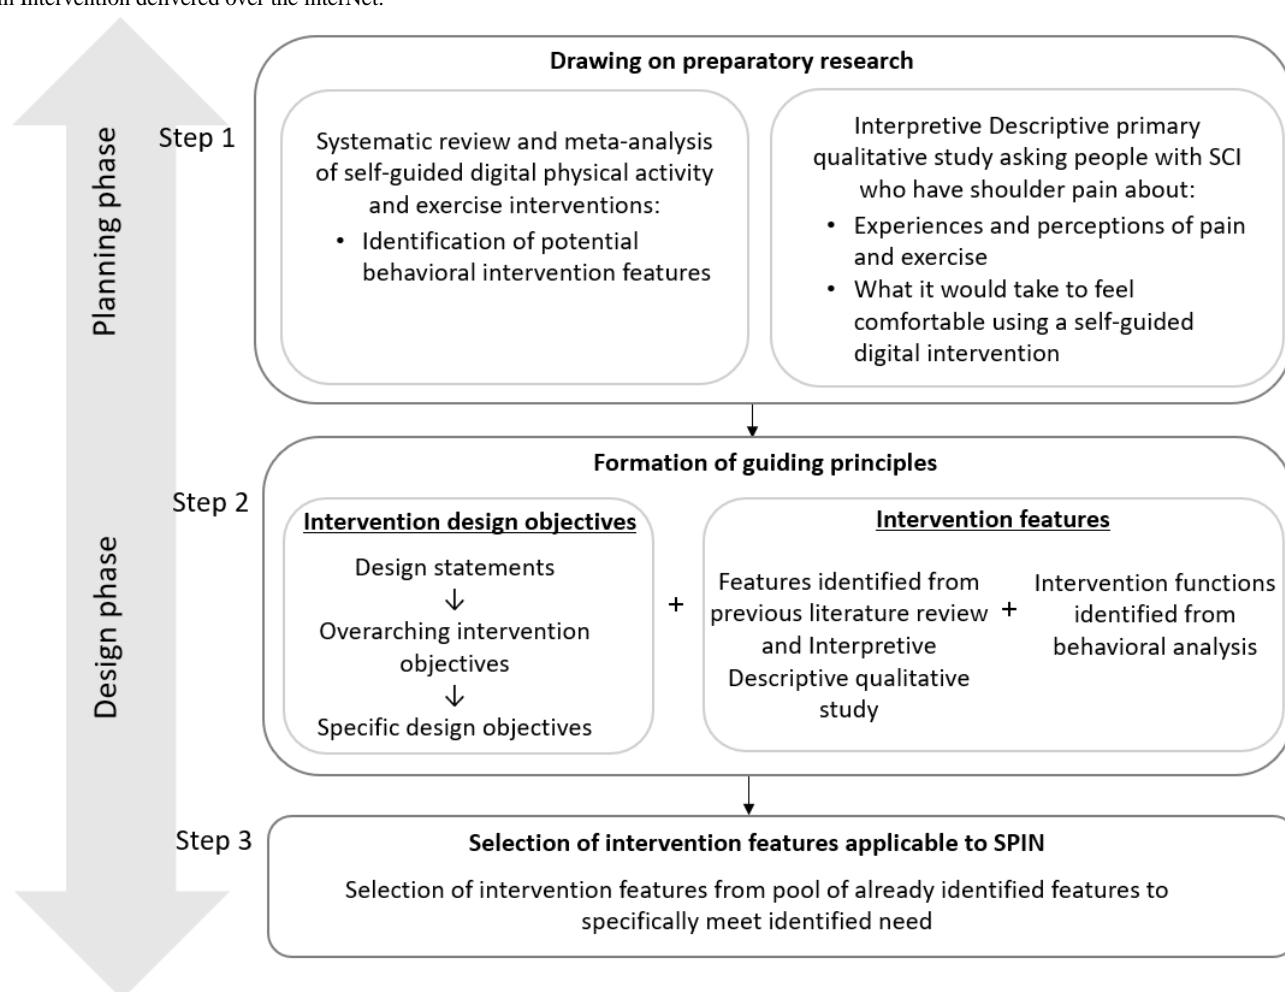 in Intervention delivered over the interNet.
Drawing on preparatory research
Planning phase
Step 1
Systematic review and meta-analysis
of self-guided digital physical activity
and exercise interventions:
• Identification of potential
behavioral intervention features
Interpretive Descriptive primary
qualitative study asking people with SCI
who have shoulder pain about:
• Experiences and perceptions of pain
and exercise
• What it would take to feel
comfortable using a self-guided
digital intervention
Formation of guiding principles
Design phase
Step 2
Intervention design objectives
Design statements
↓
Overarching intervention
objectives
↓
Specific design objectives
+
Intervention features
Features identified from
previous literature review
and Interpretive
Descriptive qualitative
study
+
Intervention functions
identified from
behavioral analysis
Step 3
Selection of intervention features applicable to SPIN
Selection of intervention features from pool of already identified features to
specifically meet identified need